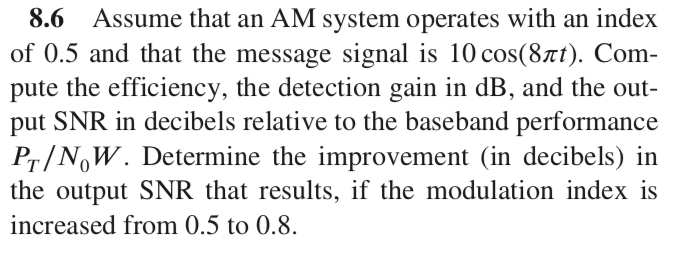 8.6 Assume that an AM system operates with an index
of 0.5 and that the message signal is 10 cos(8πt). Com-
pute the efficiency, the detection gain in dB, and the out-
put SNR in decibels relative to the baseband performance
P_T/N_0W. Determine the improvement (in decibels) in
the output SNR that results, if the modulation index is
increased from 0.5 to 0.8.